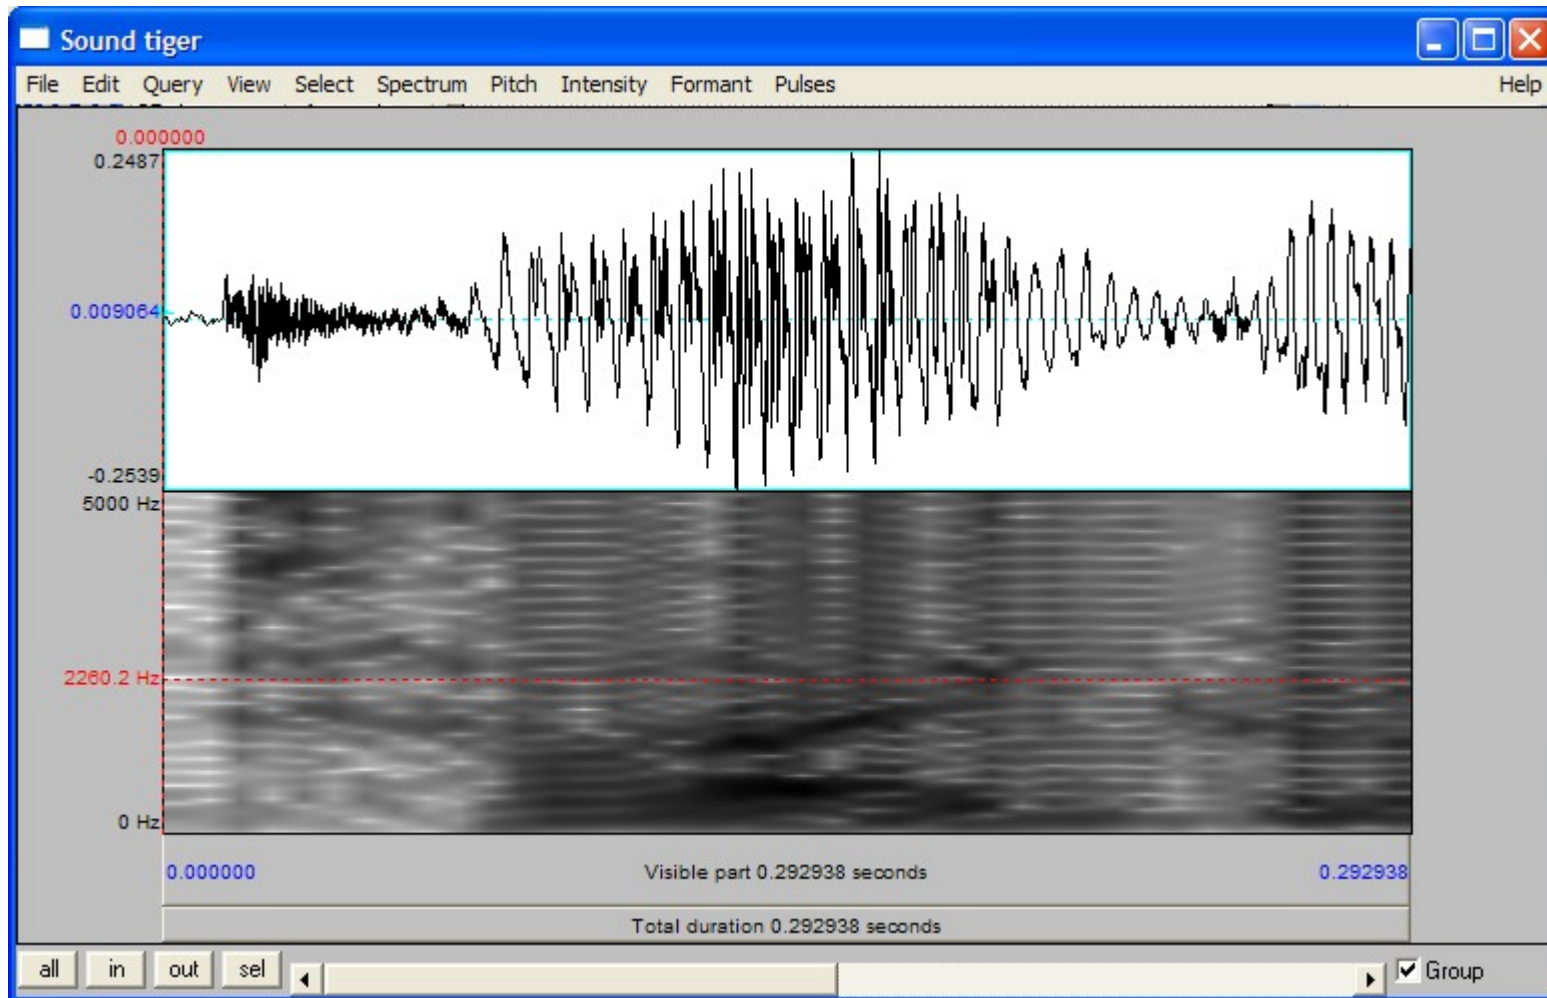 Sound tiger
File Edit Query View Select Spectrum Pitch Intensity Formant Pulses Help
0.000000
0.2487
0.009064
-0.2539
5000 Hz
2260.2 Hz
0 Hz
0.000000 Visible part 0.292938 seconds 0.292938
Total duration 0.292938 seconds
all in out sel Group